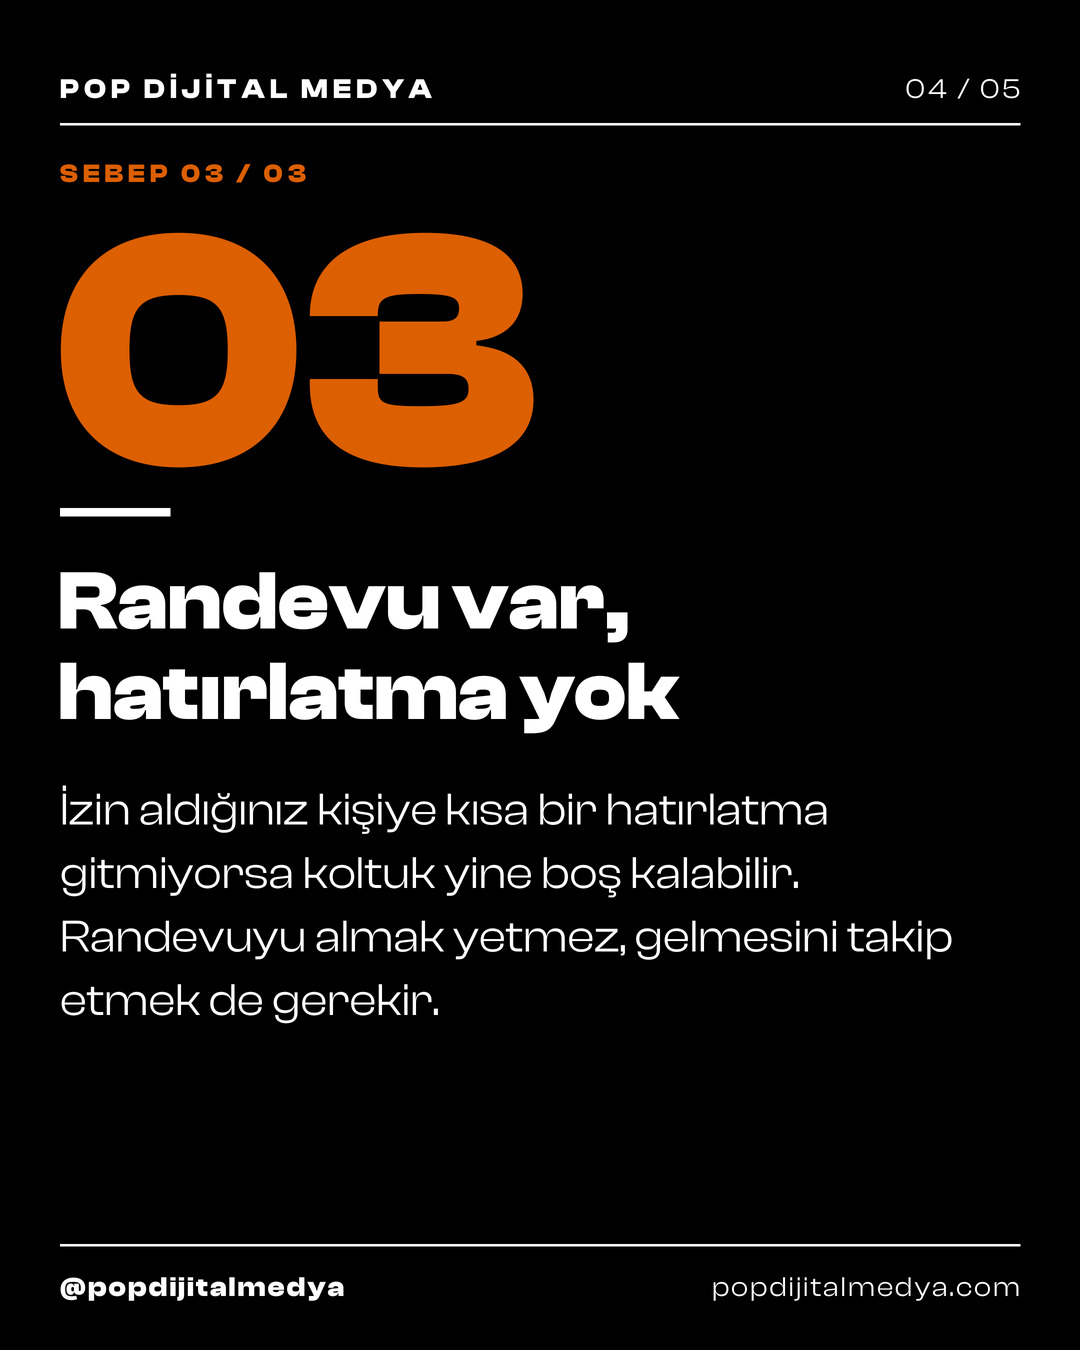 POP DİJİTAL MEDYA
04 / 05
SEBEP 03 / 03
03
Randevu var,
hatırlatma yok
İzin aldığınız kişiye kısa bir hatırlatma
gitmiyorsa koltuk yine boş kalabilir.
Randevuyu almak yetmez, gelmesini takip
etmek de gerekir.
@popdijitalmedya
popdijitalmedya.com